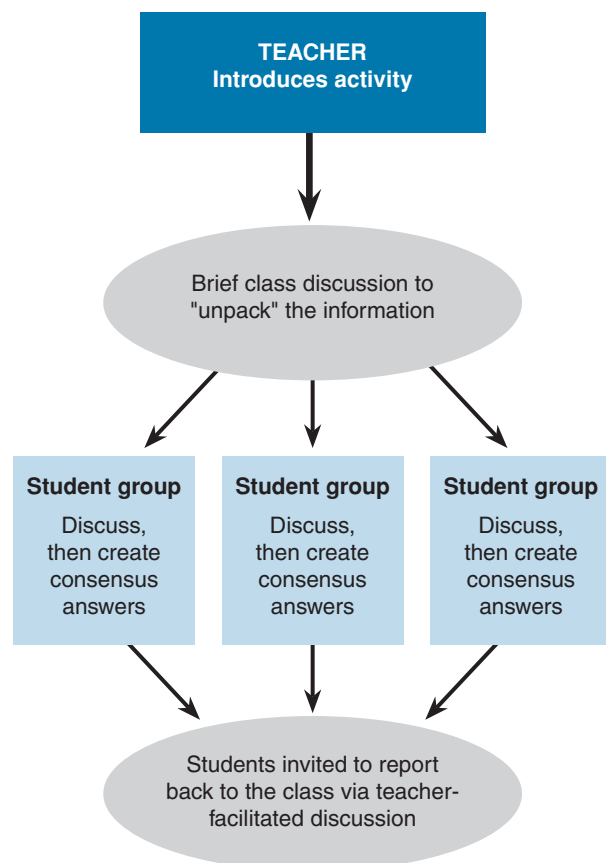 TEACHER
Introduces activity
Brief class discussion to
"unpack" the information
Student group
Discuss,
then create
consensus
answers
Student group
Discuss,
then create
consensus
answers
Student group
Discuss,
then create
consensus
answers
Students invited to report
back to the class via teacher-
facilitated discussion